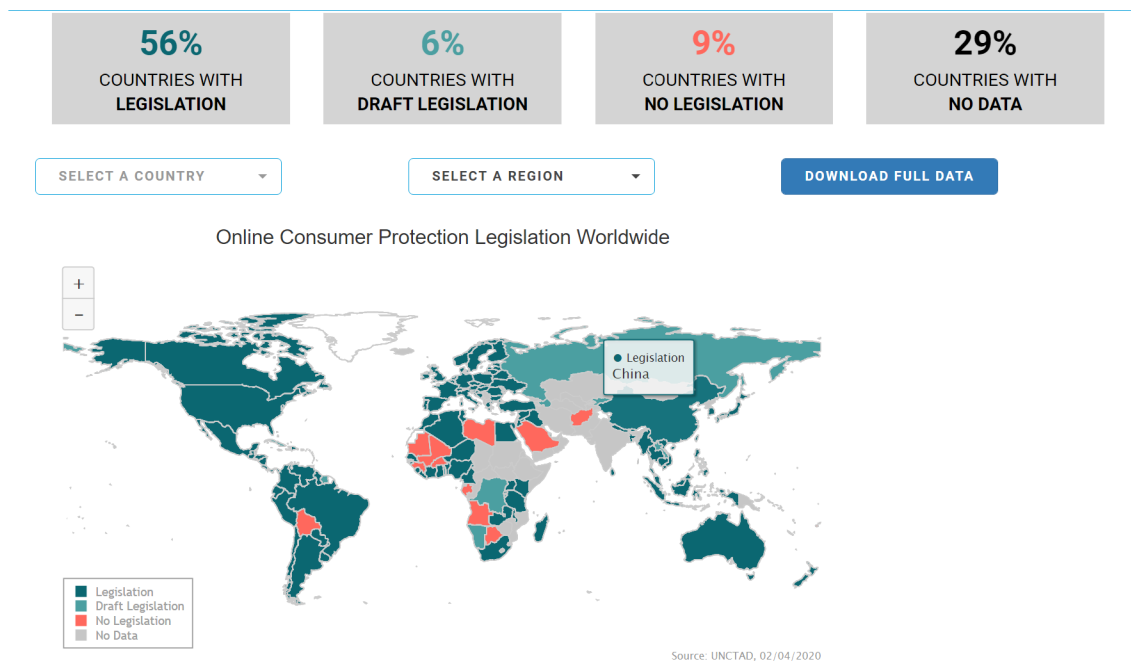 56%
COUNTRIES WITH
LEGISLATION
6%
COUNTRIES WITH
DRAFT LEGISLATION
9%
COUNTRIES WITH
NO LEGISLATION
29%
COUNTRIES WITH
NO DATA
SELECT A COUNTRY
SELECT A REGION
DOWNLOAD FULL DATA
Online Consumer Protection Legislation Worldwide
+
−
● Legislation
China
Legislation
Draft Legislation
No Legislation
No Data
Source: UNCTAD, 02/04/2020